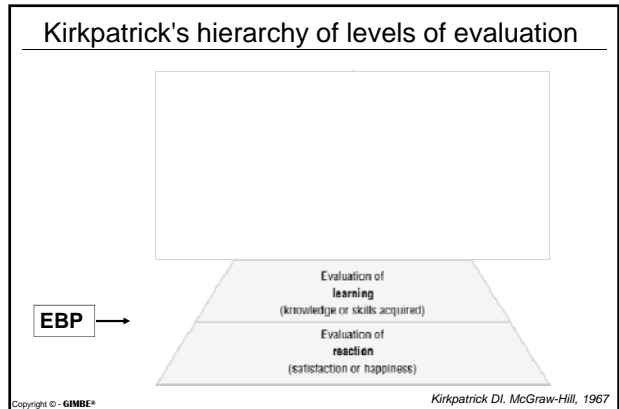 Kirkpatrick's hierarchy of levels of evaluation
Evaluation of
learning
(knowledge or skills acquired)
EBP
Evaluation of
reaction
(satisfaction or happiness)
Copyright © - GIMBE®
Kirkpatrick DI. McGraw-Hill, 1967